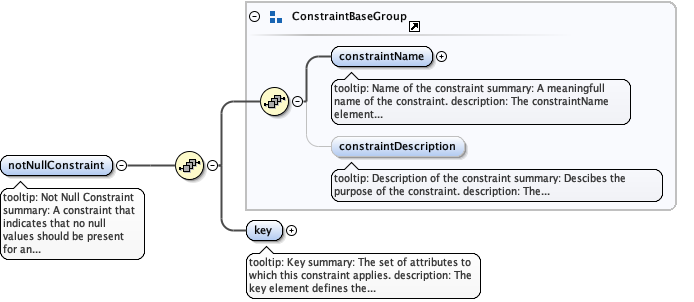 ConstraintBaseGroup
constraintName
tooltip: Name of the constraint summary: A meaningfull
name of the constraint. description: The constraintName
element...
constraintDescription
tooltip: Description of the constraint summary: Descibes the
purpose of the constraint. description: The...
notNullConstraint
tooltip: Not Null Constraint
summary: A constraint that
indicates that no null
values should be present
for an...
key
tooltip: Key summary: The set of attributes to
which this constraint applies. description: The
key element defines the...